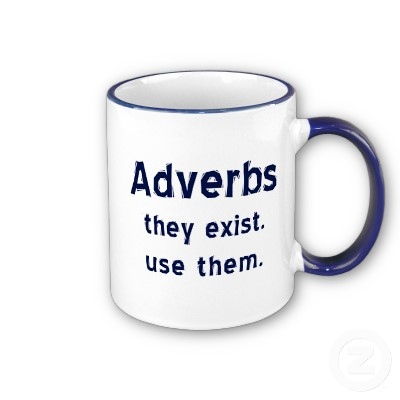 Adverbs
they exist.
use them.
Z